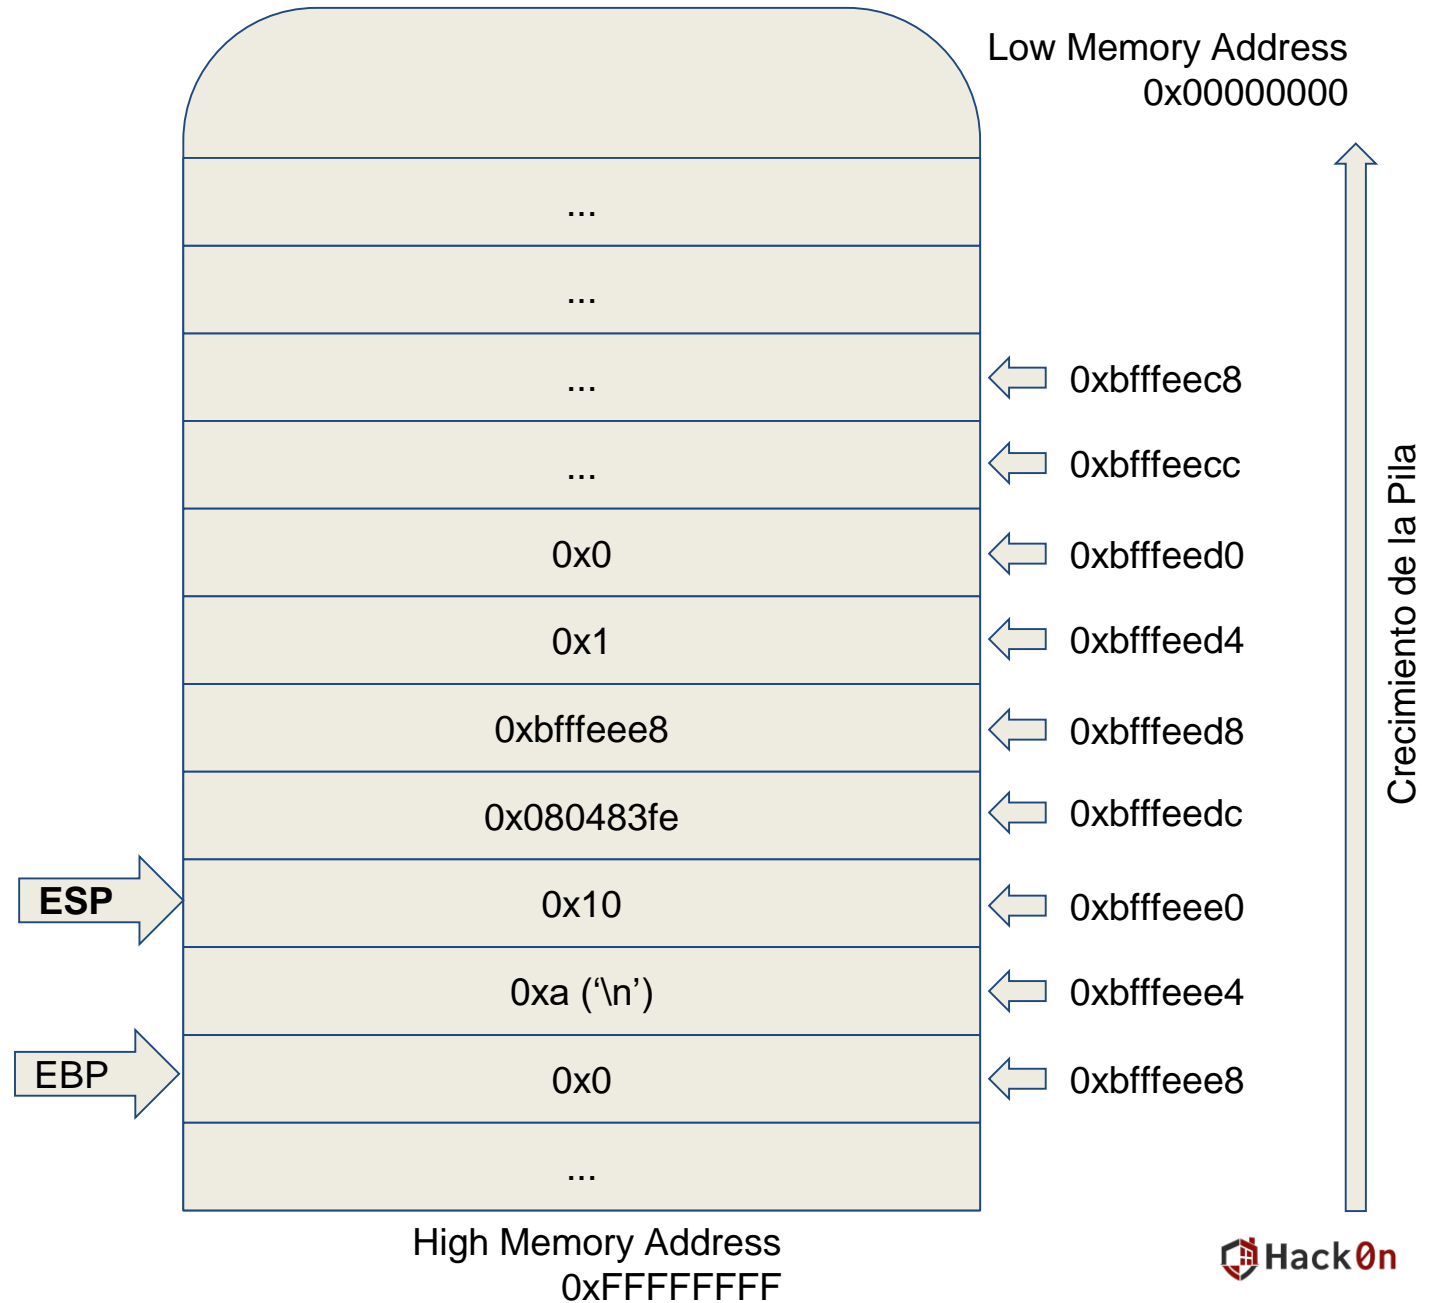 Low Memory Address
0x00000000
...
...
... 0xbfffeec8
... 0xbfffeecc
0x0 0xbfffeed0
0x1 0xbfffeed4
0xbfffeee8 0xbfffeed8
0x080483fe 0xbfffeedc
ESP 0x10 0xbfffeee0
0xa (‘\n’) 0xbfffeee4
EBP 0x0 0xbfffeee8
...
High Memory Address
0xFFFFFFFF
Crecimiento de la Pila
Hack0n